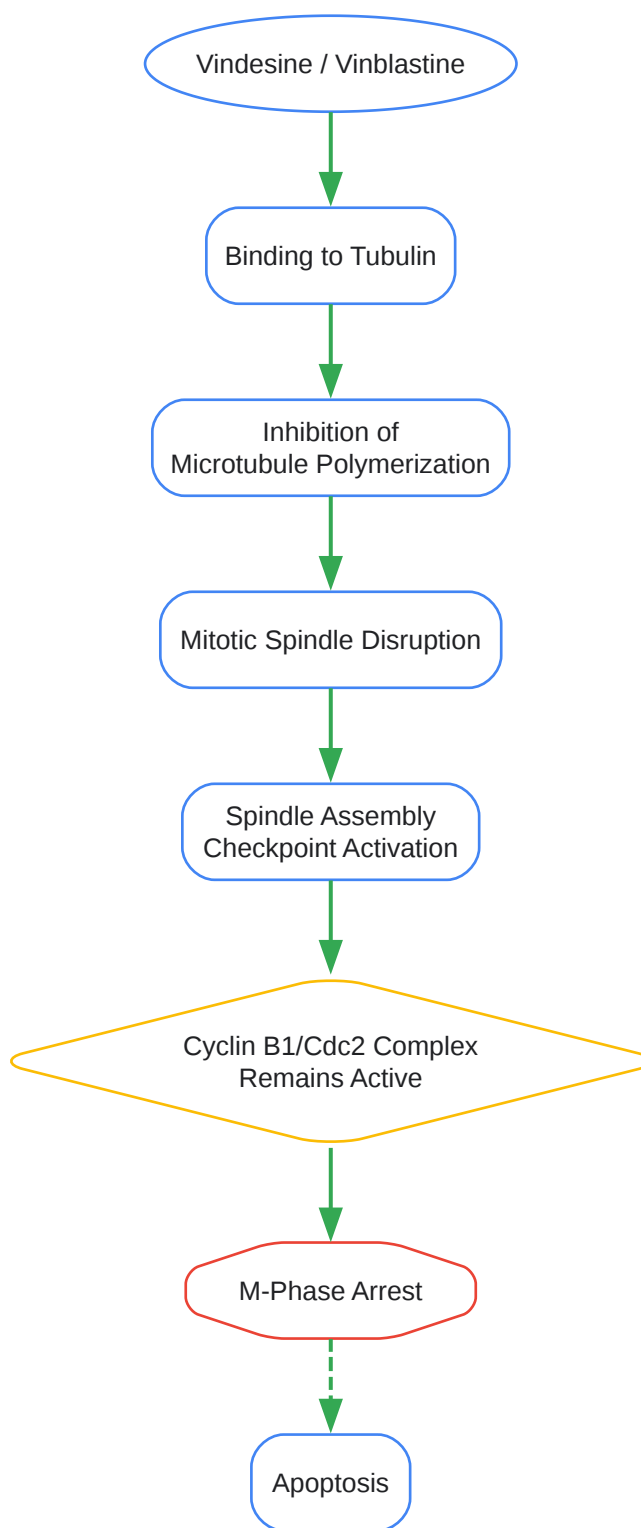 Vindesine / Vinblastine
Binding to Tubulin
Inhibition of
Microtubule Polymerization
Mitotic Spindle Disruption
Spindle Assembly
Checkpoint Activation
Cyclin B1/Cdc2 Complex
Remains Active
M-Phase Arrest
Apoptosis